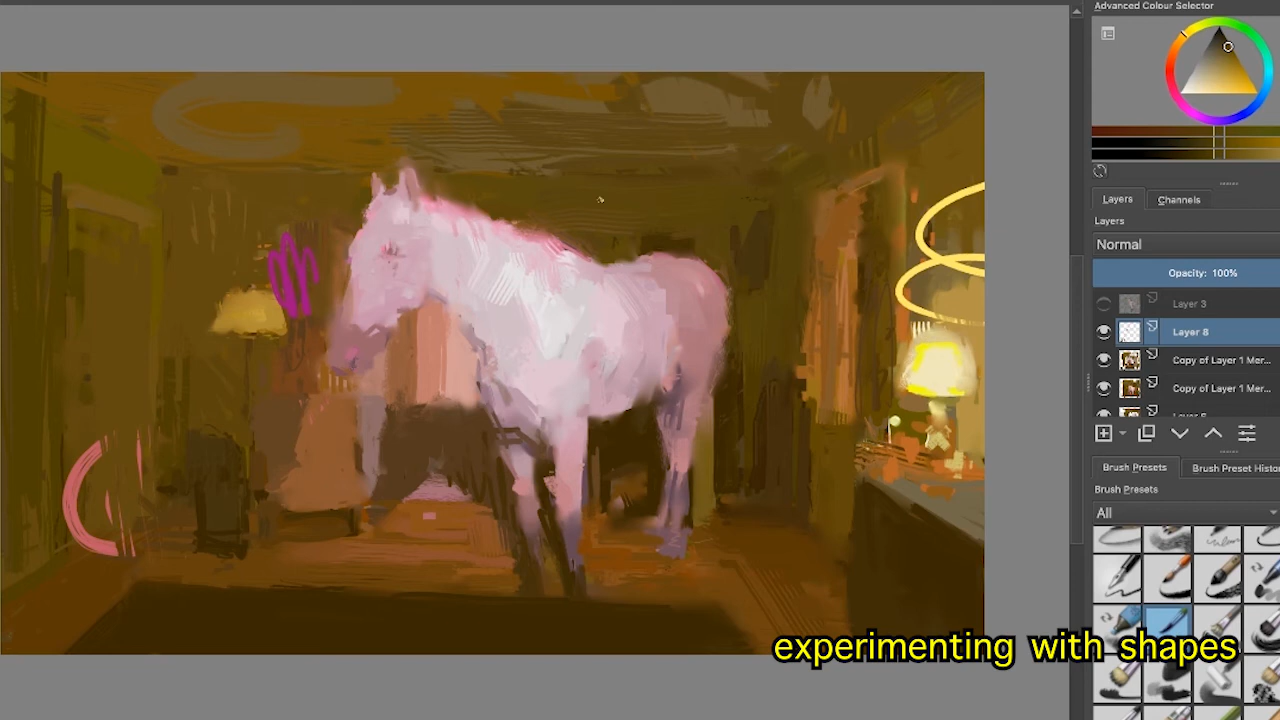 Advanced Colour Selector
Layers
Channels
Layers
Normal
Opacity: 100%
Layer 3
Layer 8
Copy of Layer 1 Mer...
Copy of Layer 1 Mer...
Brush Presets
Brush Preset Histo
Brush Presets
All
experimenting with shapes